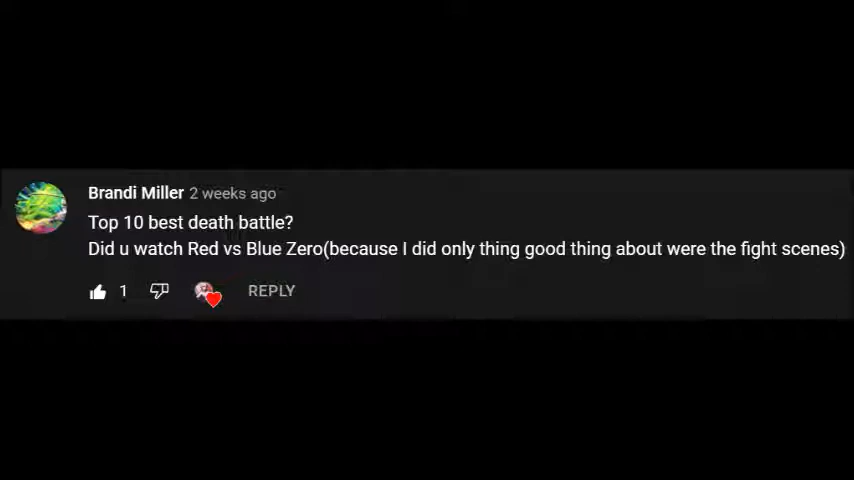 Brandi Miller 2 weeks ago
Top 10 best death battle?
Did u watch Red vs Blue Zero(because I did only thing good thing about were the fight scenes)
1 REPLY